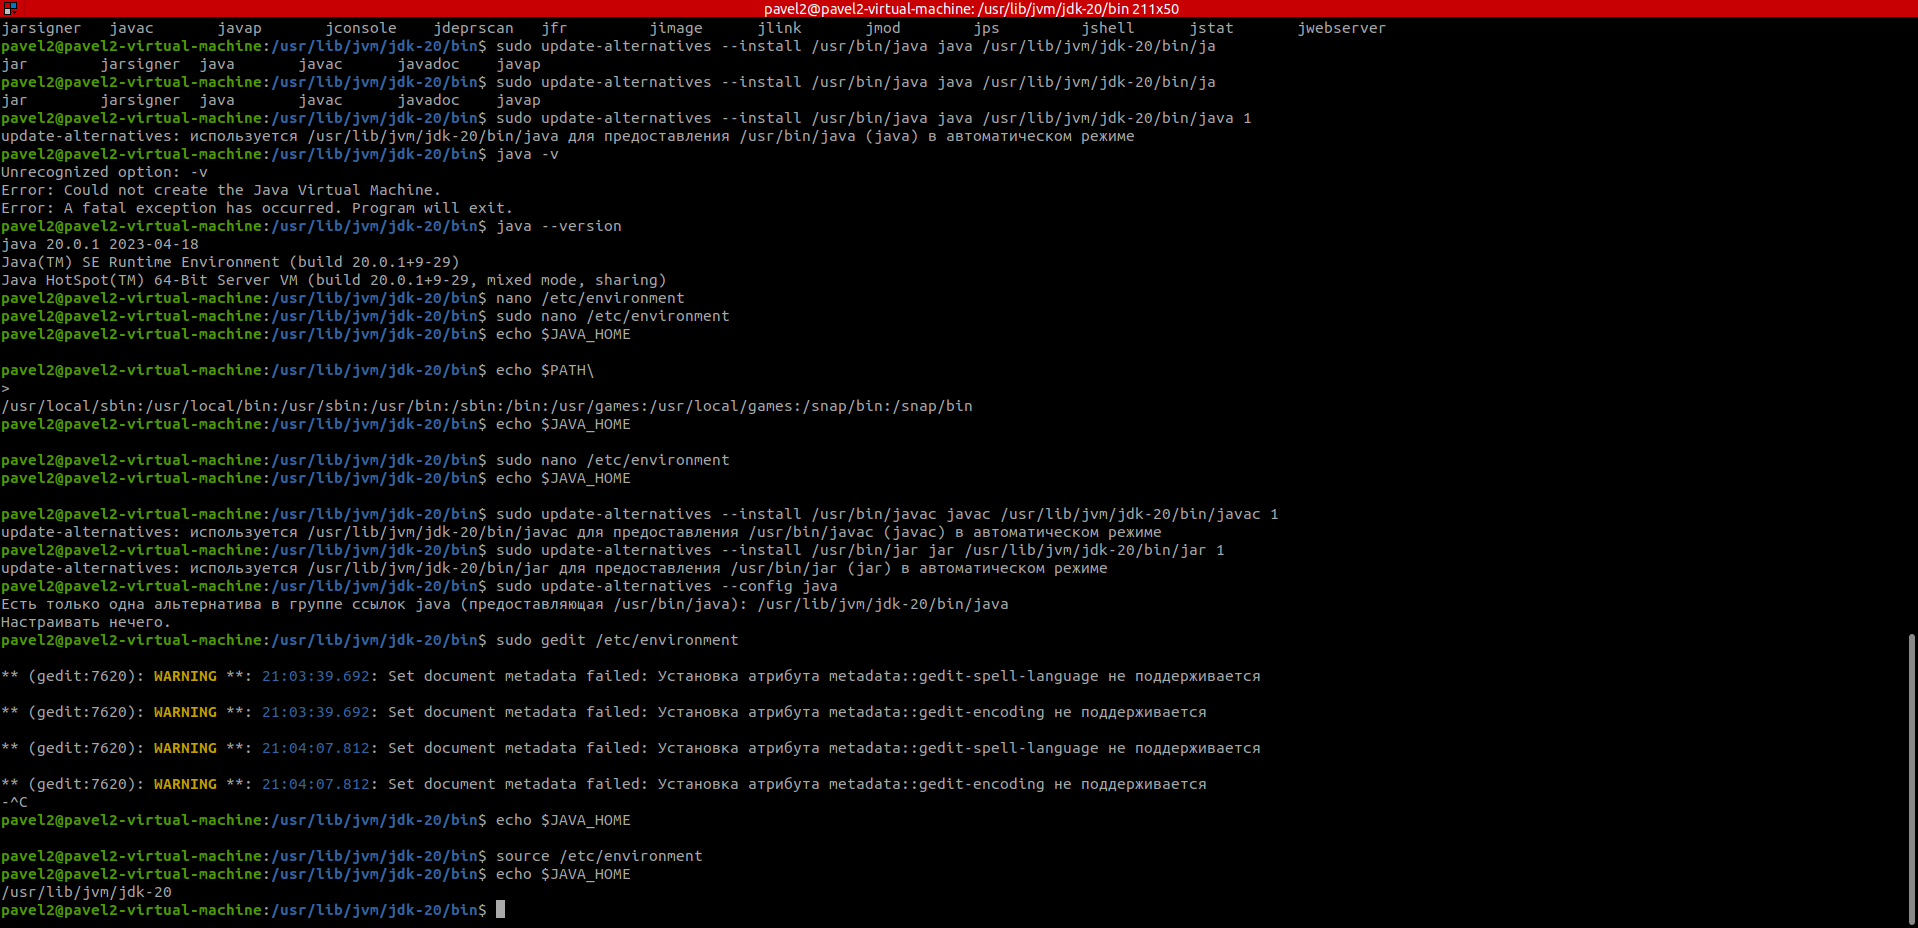 pavel2@pavel2-virtual-machine: /usr/lib/jvm/jdk-20/bin 211x50
jarsigner javac javap jconsole jdeprscan jfr jimage jlink jmod jps jshell jstat jwebserver
pavel2@pavel2-virtual-machine:/usr/lib/jvm/jdk-20/bin$ sudo update-alternatives --install /usr/bin/java java /usr/lib/jvm/jdk-20/bin/ja
jar jarsigner java javac javadoc javap
pavel2@pavel2-virtual-machine:/usr/lib/jvm/jdk-20/bin$ sudo update-alternatives --install /usr/bin/java java /usr/lib/jvm/jdk-20/bin/ja
jar jarsigner java javac javadoc javap
pavel2@pavel2-virtual-machine:/usr/lib/jvm/jdk-20/bin$ sudo update-alternatives --install /usr/bin/java java /usr/lib/jvm/jdk-20/bin/java 1
update-alternatives: используется /usr/lib/jvm/jdk-20/bin/java для предоставления /usr/bin/java (java) в автоматическом режиме
pavel2@pavel2-virtual-machine:/usr/lib/jvm/jdk-20/bin$ java -v
Unrecognized option: -v
Error: Could not create the Java Virtual Machine.
Error: A fatal exception has occurred. Program will exit.
pavel2@pavel2-virtual-machine:/usr/lib/jvm/jdk-20/bin$ java --version
java 20.0.1 2023-04-18
Java(TM) SE Runtime Environment (build 20.0.1+9-29)
Java HotSpot(TM) 64-Bit Server VM (build 20.0.1+9-29, mixed mode, sharing)
pavel2@pavel2-virtual-machine:/usr/lib/jvm/jdk-20/bin$ nano /etc/environment
pavel2@pavel2-virtual-machine:/usr/lib/jvm/jdk-20/bin$ sudo nano /etc/environment
pavel2@pavel2-virtual-machine:/usr/lib/jvm/jdk-20/bin$ echo $JAVA_HOME
pavel2@pavel2-virtual-machine:/usr/lib/jvm/jdk-20/bin$ echo $PATH\
>
/usr/local/sbin:/usr/local/bin:/usr/sbin:/usr/bin:/sbin:/bin:/usr/games:/usr/local/games:/snap/bin:/snap/bin
pavel2@pavel2-virtual-machine:/usr/lib/jvm/jdk-20/bin$ echo $JAVA_HOME
pavel2@pavel2-virtual-machine:/usr/lib/jvm/jdk-20/bin$ sudo nano /etc/environment
pavel2@pavel2-virtual-machine:/usr/lib/jvm/jdk-20/bin$ echo $JAVA_HOME
pavel2@pavel2-virtual-machine:/usr/lib/jvm/jdk-20/bin$ sudo update-alternatives --install /usr/bin/javac javac /usr/lib/jvm/jdk-20/bin/javac 1
update-alternatives: используется /usr/lib/jvm/jdk-20/bin/javac для предоставления /usr/bin/javac (javac) в автоматическом режиме
pavel2@pavel2-virtual-machine:/usr/lib/jvm/jdk-20/bin$ sudo update-alternatives --install /usr/bin/jar jar /usr/lib/jvm/jdk-20/bin/jar 1
update-alternatives: используется /usr/lib/jvm/jdk-20/bin/jar для предоставления /usr/bin/jar (jar) в автоматическом режиме
pavel2@pavel2-virtual-machine:/usr/lib/jvm/jdk-20/bin$ sudo update-alternatives --config java
Есть только одна альтернатива в группе ссылок java (предоставляющая /usr/bin/java): /usr/lib/jvm/jdk-20/bin/java
Настраивать нечего.
pavel2@pavel2-virtual-machine:/usr/lib/jvm/jdk-20/bin$ sudo gedit /etc/environment
** (gedit:7620): WARNING **: 21:03:39.692: Set document metadata failed: Установка атрибута metadata::gedit-spell-language не поддерживается
** (gedit:7620): WARNING **: 21:03:39.692: Set document metadata failed: Установка атрибута metadata::gedit-encoding не поддерживается
** (gedit:7620): WARNING **: 21:04:07.812: Set document metadata failed: Установка атрибута metadata::gedit-spell-language не поддерживается
** (gedit:7620): WARNING **: 21:04:07.812: Set document metadata failed: Установка атрибута metadata::gedit-encoding не поддерживается
-^C
pavel2@pavel2-virtual-machine:/usr/lib/jvm/jdk-20/bin$ echo $JAVA_HOME
pavel2@pavel2-virtual-machine:/usr/lib/jvm/jdk-20/bin$ source /etc/environment
pavel2@pavel2-virtual-machine:/usr/lib/jvm/jdk-20/bin$ echo $JAVA_HOME
/usr/lib/jvm/jdk-20
pavel2@pavel2-virtual-machine:/usr/lib/jvm/jdk-20/bin$